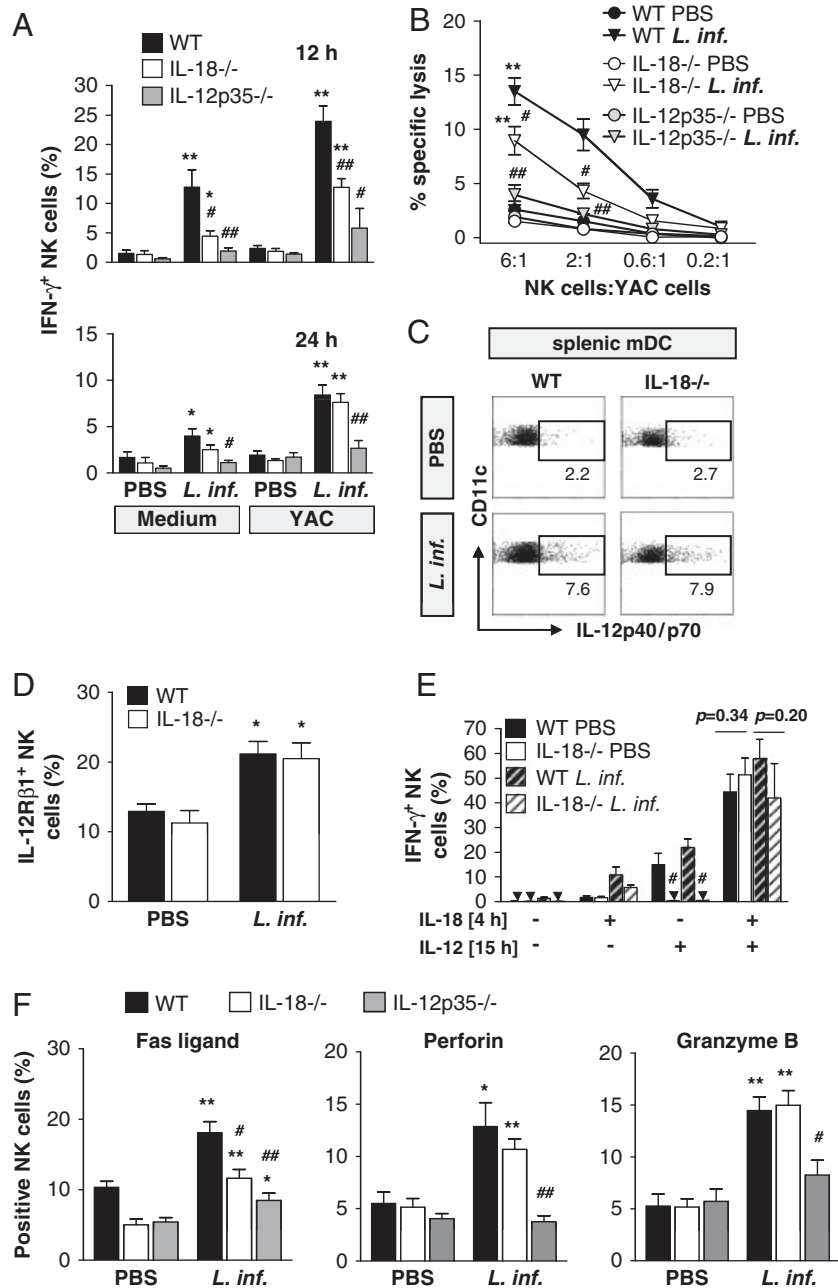 A
WT
IL-18-/-
IL-12p35-/-
12 h
IFN-γ+ NK cells (%)
30
25
20
15
10
5
0
**
*
#
##
**
**
##
#
24 h
15
10
5
0
*
*
#
**
**
##
PBS L. inf. PBS L. inf.
Medium YAC
B
WT PBS
WT L. inf.
IL-18-/- PBS
IL-18-/- L. inf.
IL-12p35-/- PBS
IL-12p35-/- L. inf.
% specific lysis
20
15
10
5
0
**
** #
##
#
##
6:1 2:1 0.6:1 0.2:1
NK cells:YAC cells
C
splenic mDC
WT IL-18-/-
PBS
2.2 2.7
CD11c
L. inf.
7.6 7.9
IL-12p40/p70
D
WT
IL-18-/-
IL-12Rβ1+ NK
cells (%)
30
20
10
0
* *
PBS L. inf.
E
WT PBS
IL-18-/- PBS
WT L. inf.
IL-18-/- L. inf.
p=0.34 p=0.20
IFN-γ+ NK
cells (%)
70
60
50
40
30
20
10
0
# #
IL-18 [4 h] - + - +
IL-12 [15 h] - - + +
F
WT IL-18-/- IL-12p35-/-
Positive NK cells (%)
Fas ligand
30
20
10
0
**
#
**
##
*
PBS L. inf.
Perforin
20
15
10
5
0
*
**
##
PBS L. inf.
Granzyme B
20
15
10
5
0
** **
#
PBS L. inf.